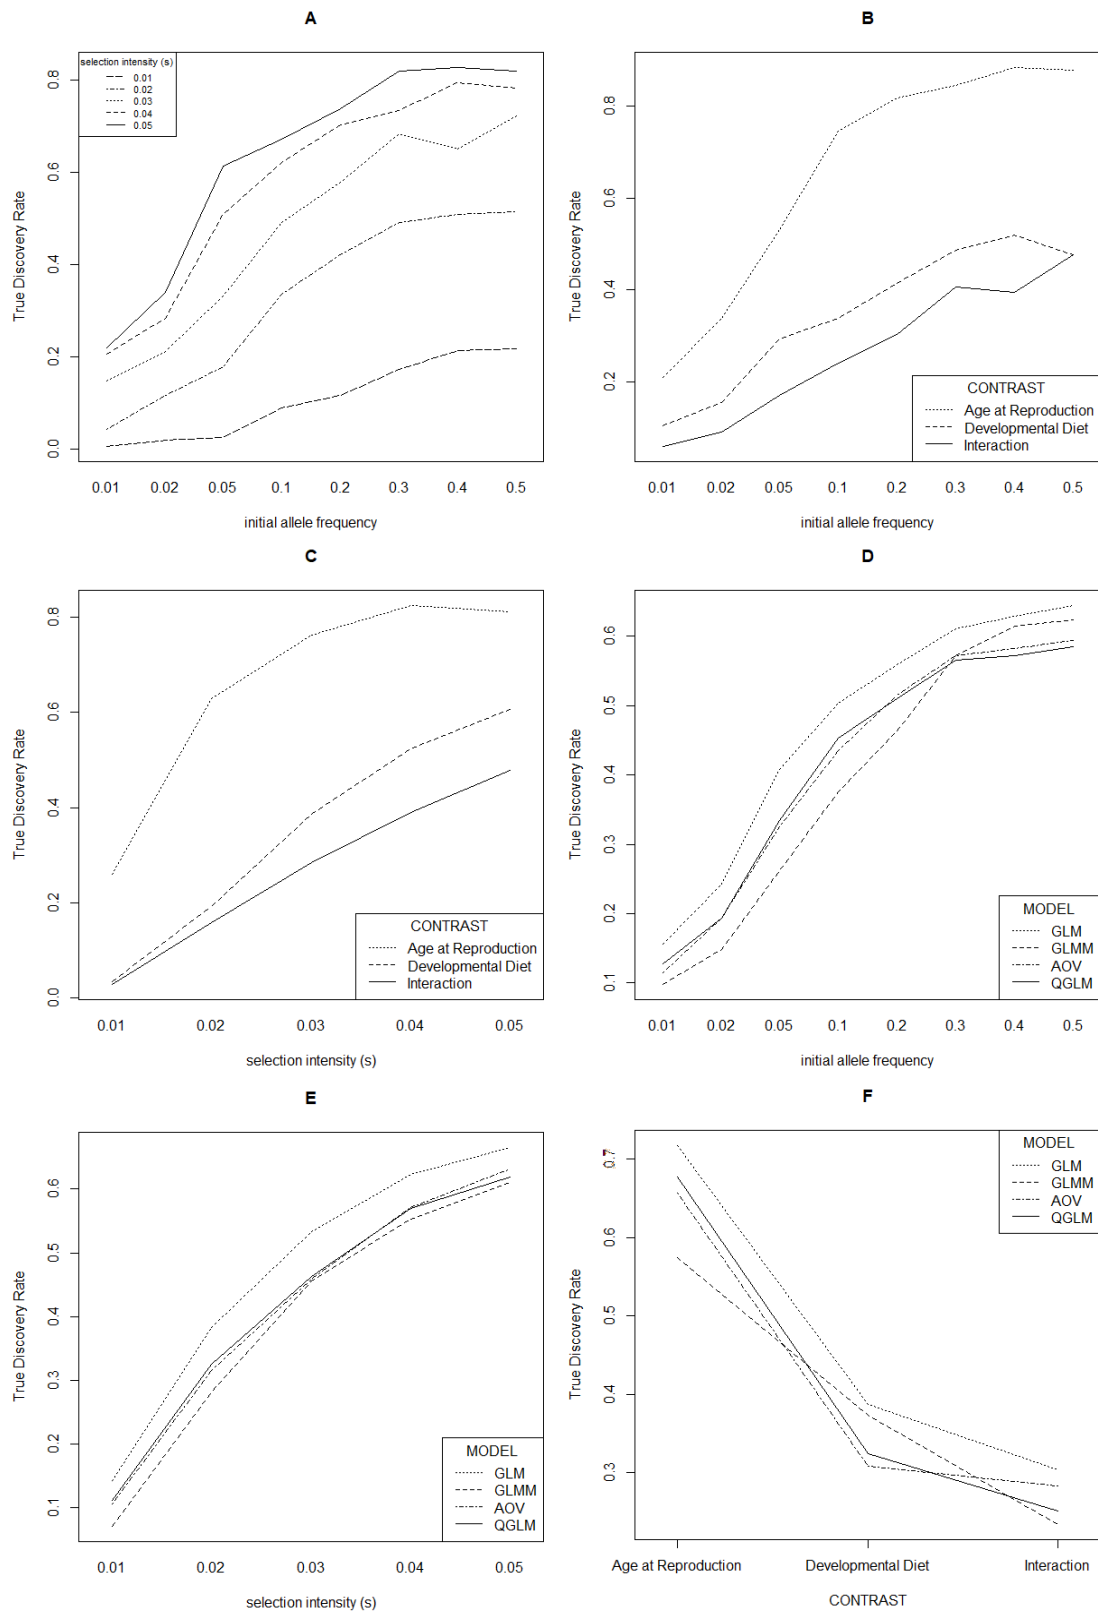 A
selection intensity (s)
0.01
0.02
0.03
0.04
0.05
True Discovery Rate
0.0
0.2
0.4
0.6
0.8
0.01 0.02 0.05 0.1 0.2 0.3 0.4 0.5
initial allele frequency
B
True Discovery Rate
0.2
0.4
0.6
0.8
CONTRAST
Age at Reproduction
Developmental Diet
Interaction
0.01 0.02 0.05 0.1 0.2 0.3 0.4 0.5
initial allele frequency
C
True Discovery Rate
0.0
0.2
0.4
0.6
0.8
CONTRAST
Age at Reproduction
Developmental Diet
Interaction
0.01 0.02 0.03 0.04 0.05
selection intensity (s)
D
True Discovery Rate
0.1
0.2
0.3
0.4
0.5
0.6
MODEL
GLM
GLMM
AOV
QGLM
0.01 0.02 0.05 0.1 0.2 0.3 0.4 0.5
initial allele frequency
E
True Discovery Rate
0.1
0.2
0.3
0.4
0.5
0.6
MODEL
GLM
GLMM
AOV
QGLM
0.01 0.02 0.03 0.04 0.05
selection intensity (s)
F
True Discovery Rate
0.3
0.4
0.5
0.6
0.7
MODEL
GLM
GLMM
AOV
QGLM
Age at Reproduction Developmental Diet Interaction
CONTRAST